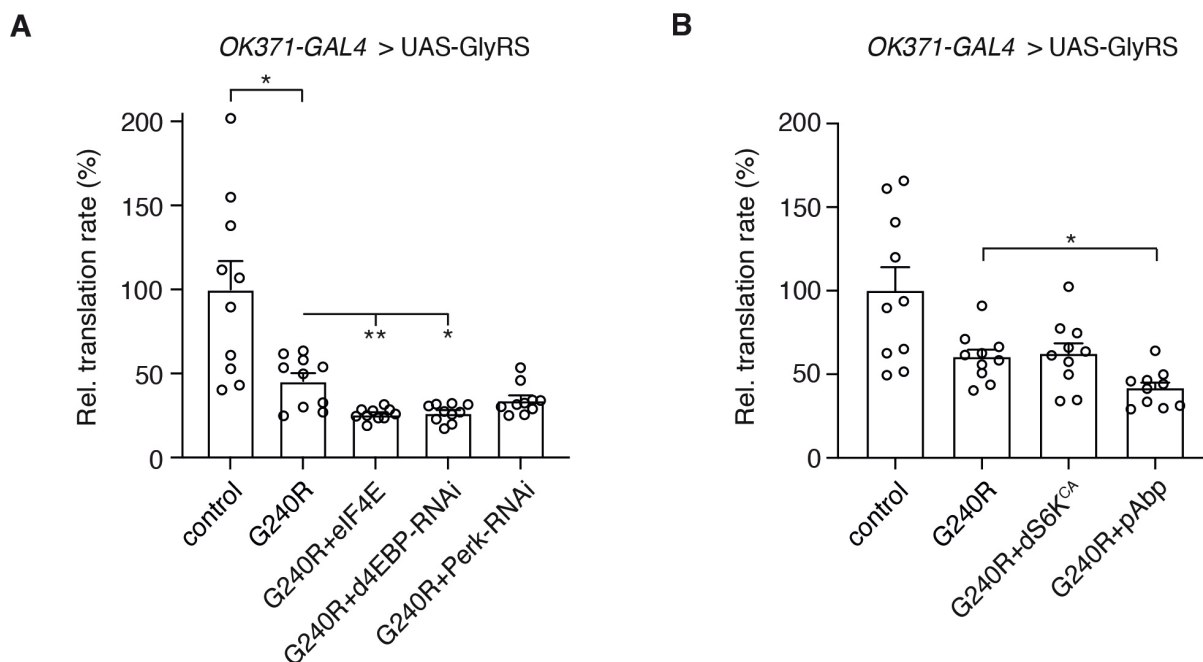 A
OK371-GAL4 > UAS-GlyRS
*
Rel. translation rate (%)
200
150
100
50
0
** *
control
G240R
G240R+eIF4E
G240R+d4EBP-RNAi
G240R+Perk-RNAi
B
OK371-GAL4 > UAS-GlyRS
Rel. translation rate (%)
200
150
100
50
0
*
control
G240R
G240R+dS6K^CA
G240R+pAbp